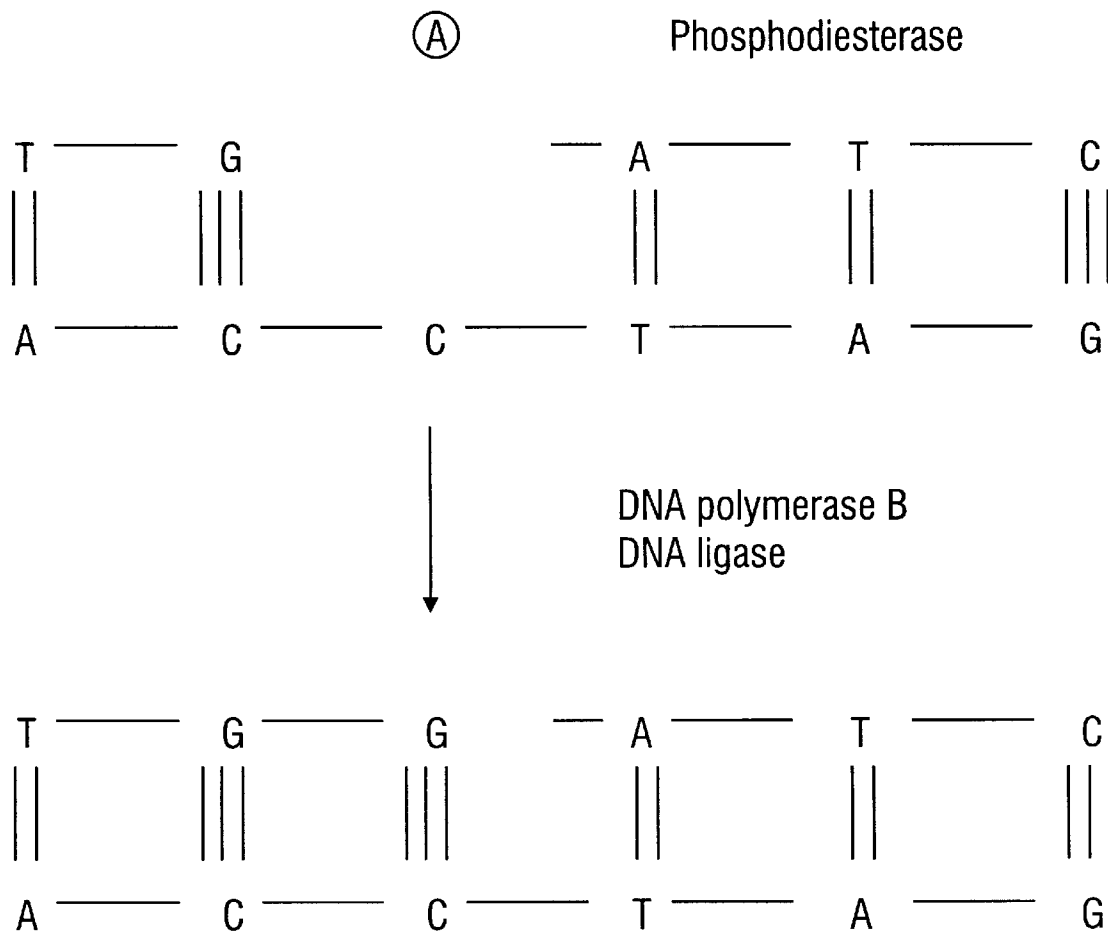 A Phosphodiesterase
T G A T C
A C C T A G
DNA polymerase B
DNA ligase
T G G A T C
A C C T A G